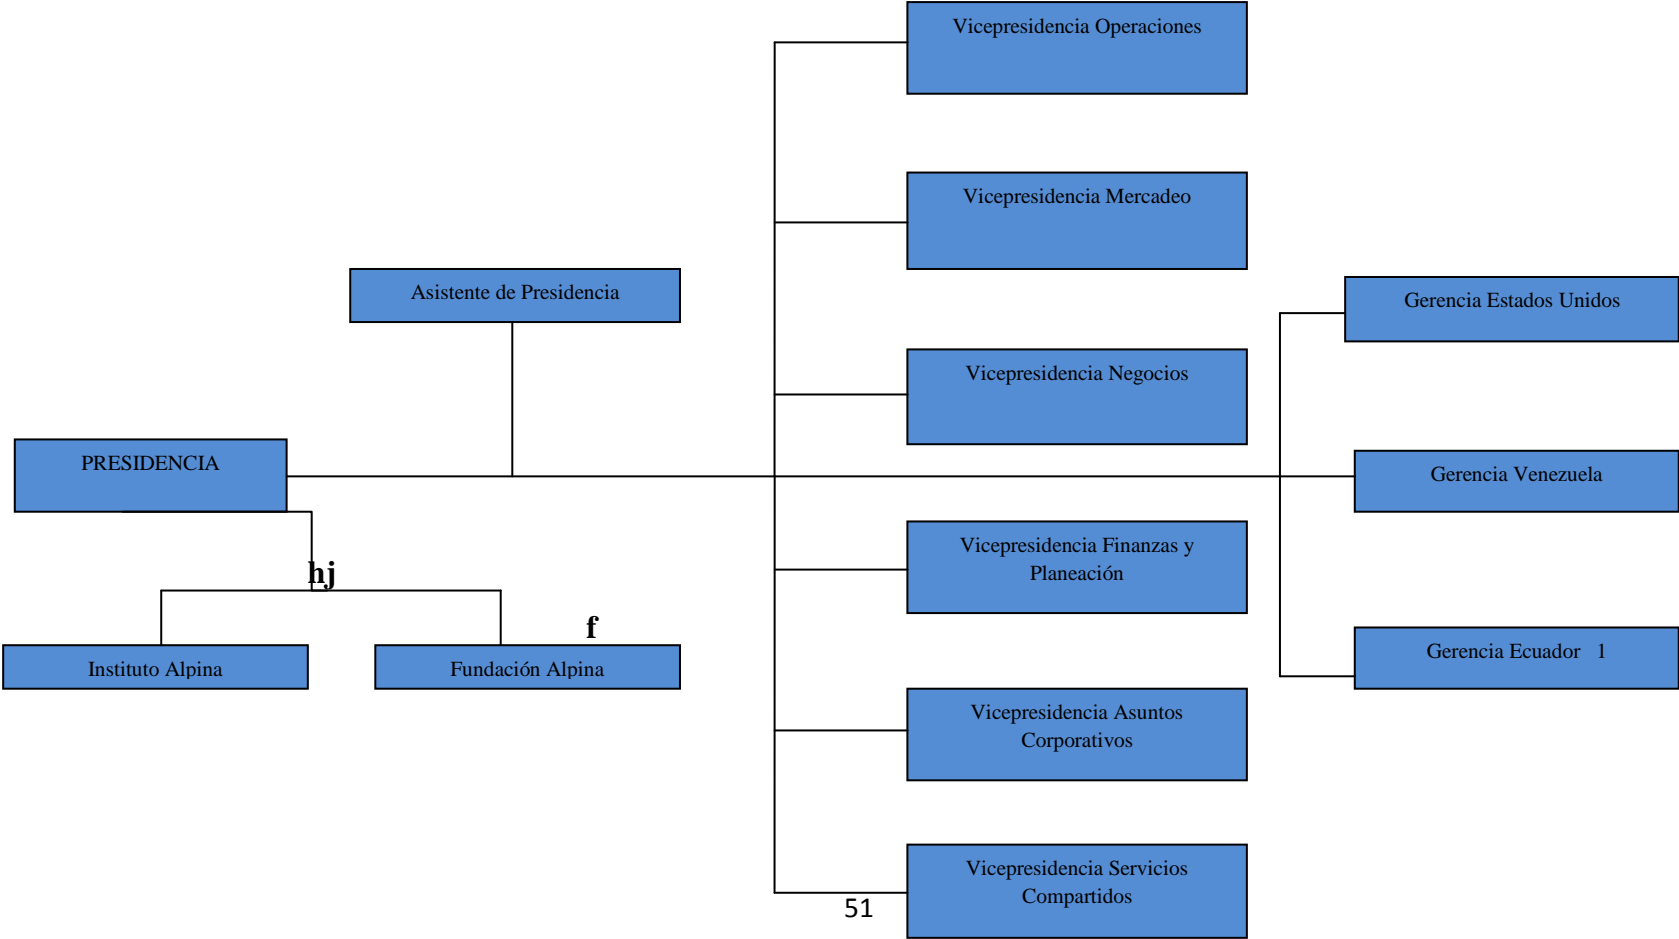 Vicepresidencia Operaciones
Vicepresidencia Mercadeo
Asistente de Presidencia
Gerencia Estados Unidos
Vicepresidencia Negocios
PRESIDENCIA
Gerencia Venezuela
Vicepresidencia Finanzas y
Planeación
hj
f
Instituto Alpina
Fundación Alpina
Gerencia Ecuador 1
Vicepresidencia Asuntos
Corporativos
Vicepresidencia Servicios
Compartidos
51